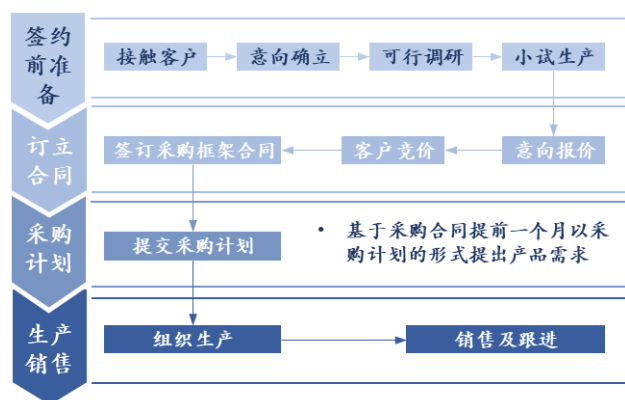 签约
前准
备
接触客户
意向确立
可行调研
小试生产
订立
合同
签订采购框架合同
客户竞价
意向报价
采购
计划
提交采购计划
• 基于采购合同提前一个月以采
购计划的形式提出产品需求
生产
销售
组织生产
销售及跟进